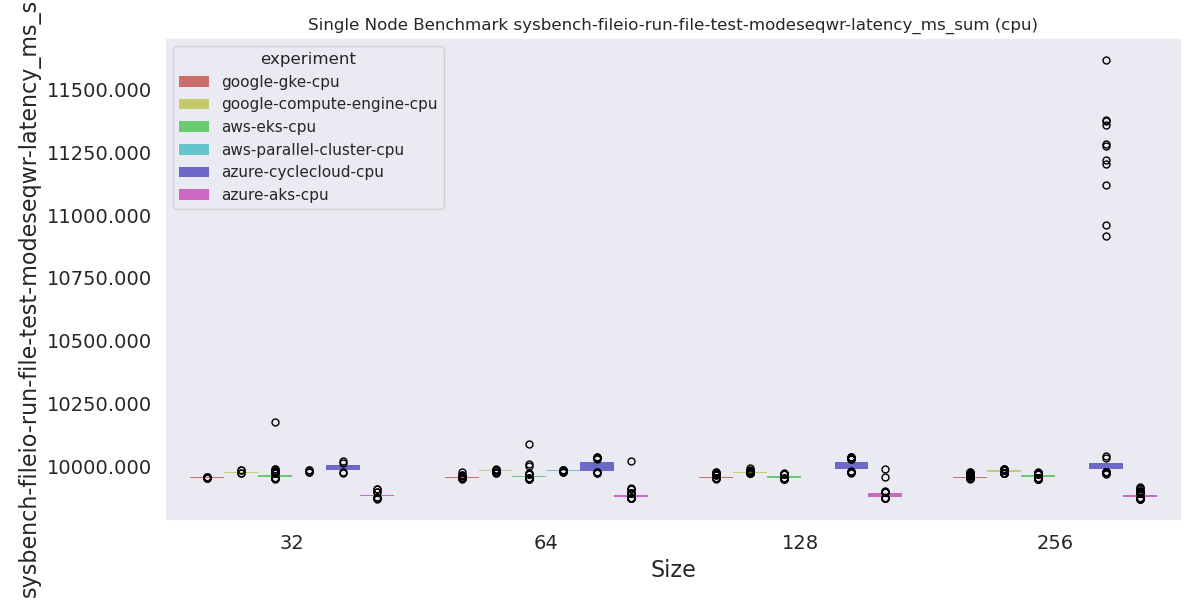 Single Node Benchmark sysbench-fileio-run-file-test-modeseqwr-latency_ms_sum (cpu)
sysbench-fileio-run-file-test-modeseqwr-latency_ms_s
11500.000
11250.000
11000.000
10750.000
10500.000
10250.000
10000.000
experiment
google-gke-cpu
google-compute-engine-cpu
aws-eks-cpu
aws-parallel-cluster-cpu
azure-cyclecloud-cpu
azure-aks-cpu
32 64 128 256
Size